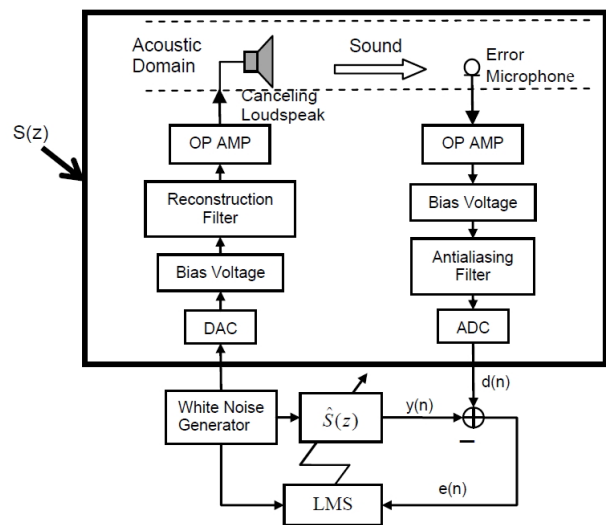 Acoustic
Domain
Sound
Error
Microphone
Canceling
Loudspeak
S(z)
OP AMP
OP AMP
Reconstruction
Filter
Bias Voltage
Bias Voltage
Antialiasing
Filter
DAC
ADC
d(n)
White Noise
Generator
Ŝ(z)
y(n)
+
−
LMS
e(n)